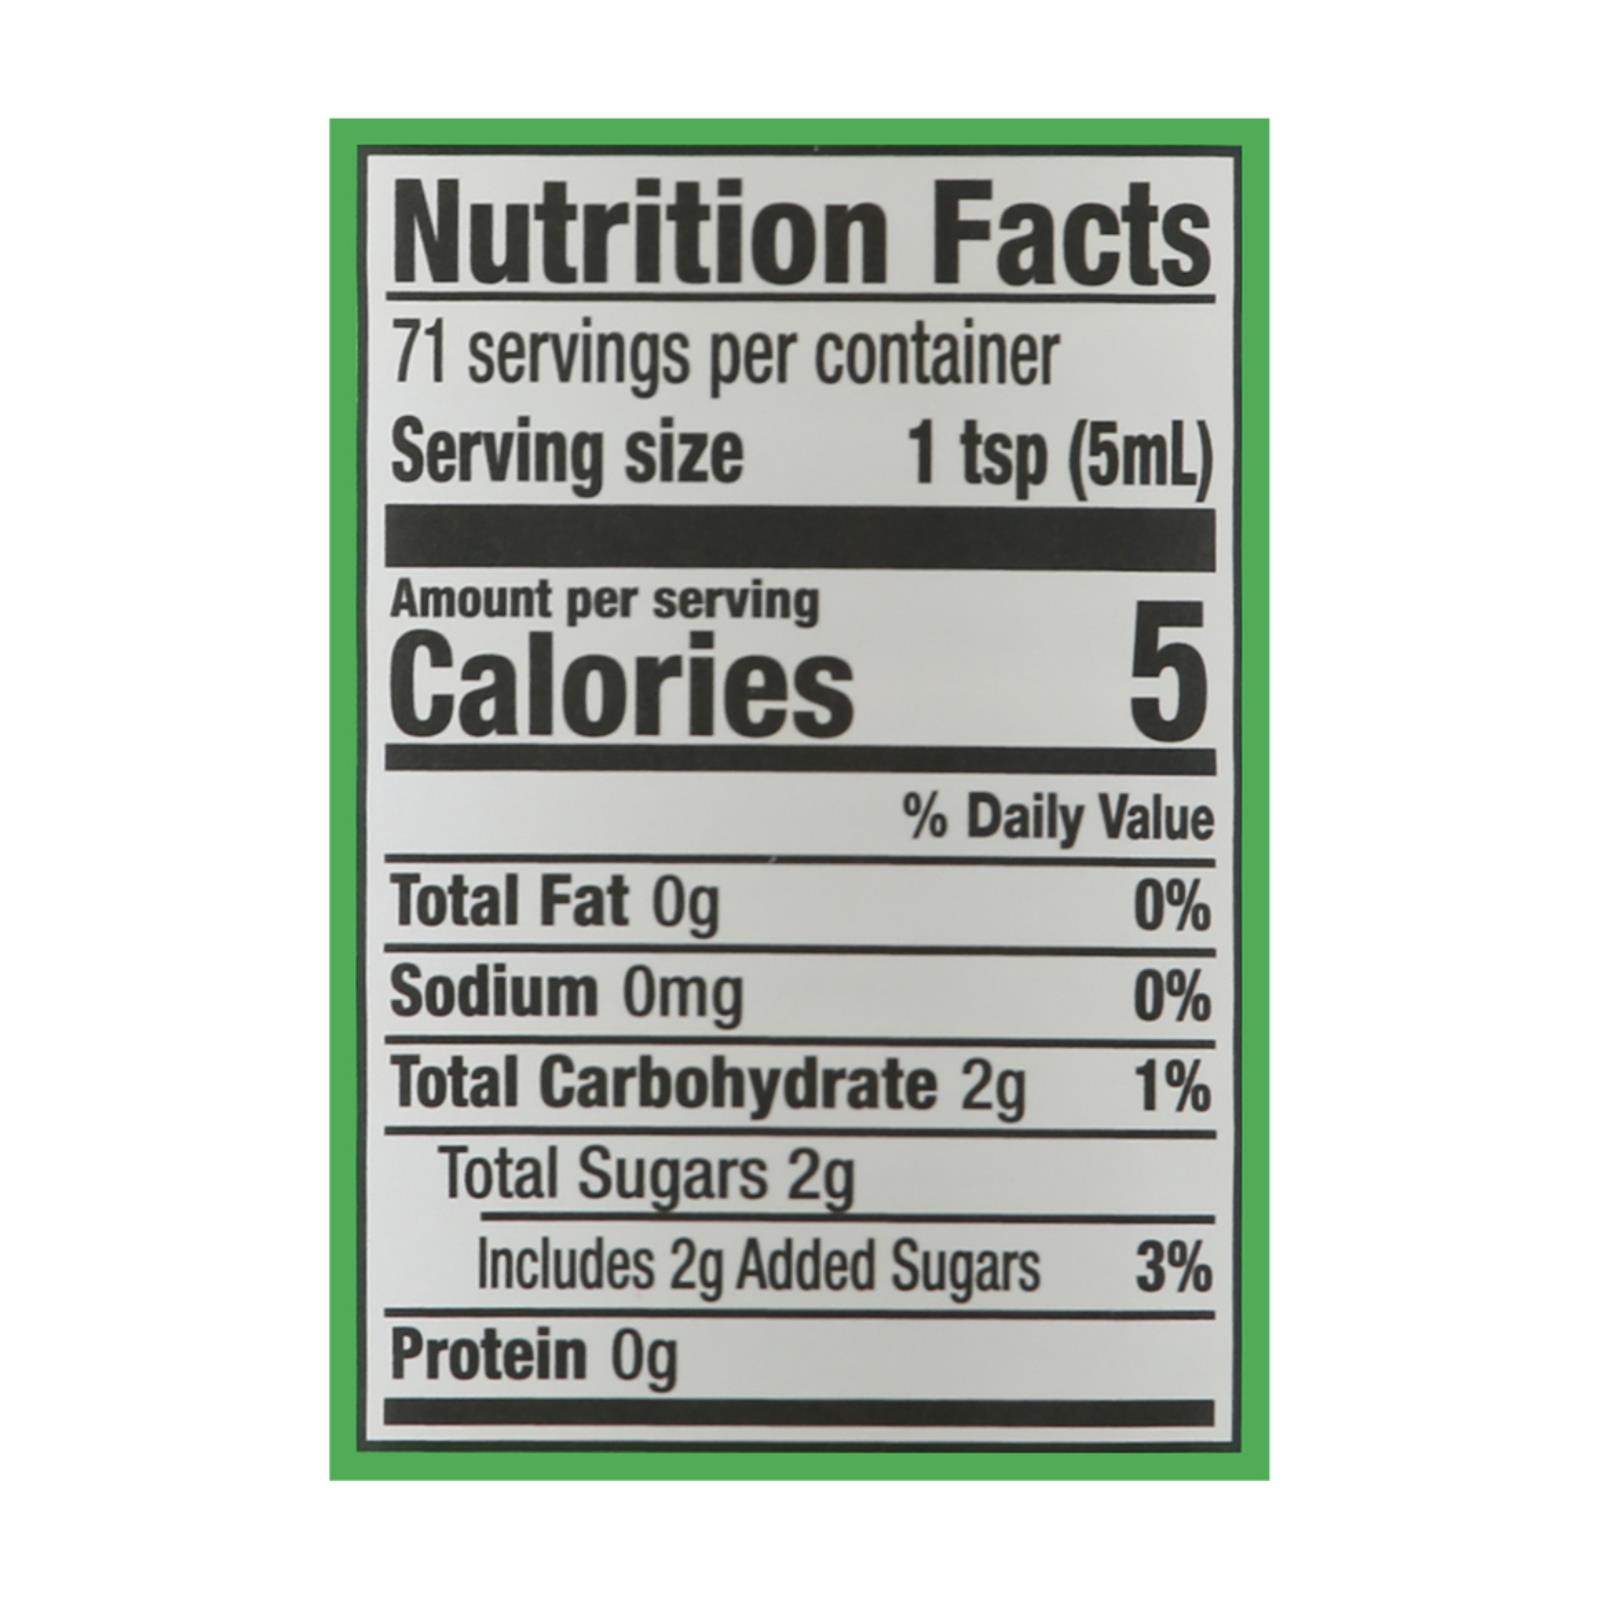 Nutrition Facts
71 servings per container
Serving size 1 tsp (5mL)
Amount per serving
Calories 5
% Daily Value
Total Fat 0g 0%
Sodium 0mg 0%
Total Carbohydrate 2g 1%
Total Sugars 2g
Includes 2g Added Sugars 3%
Protein 0g